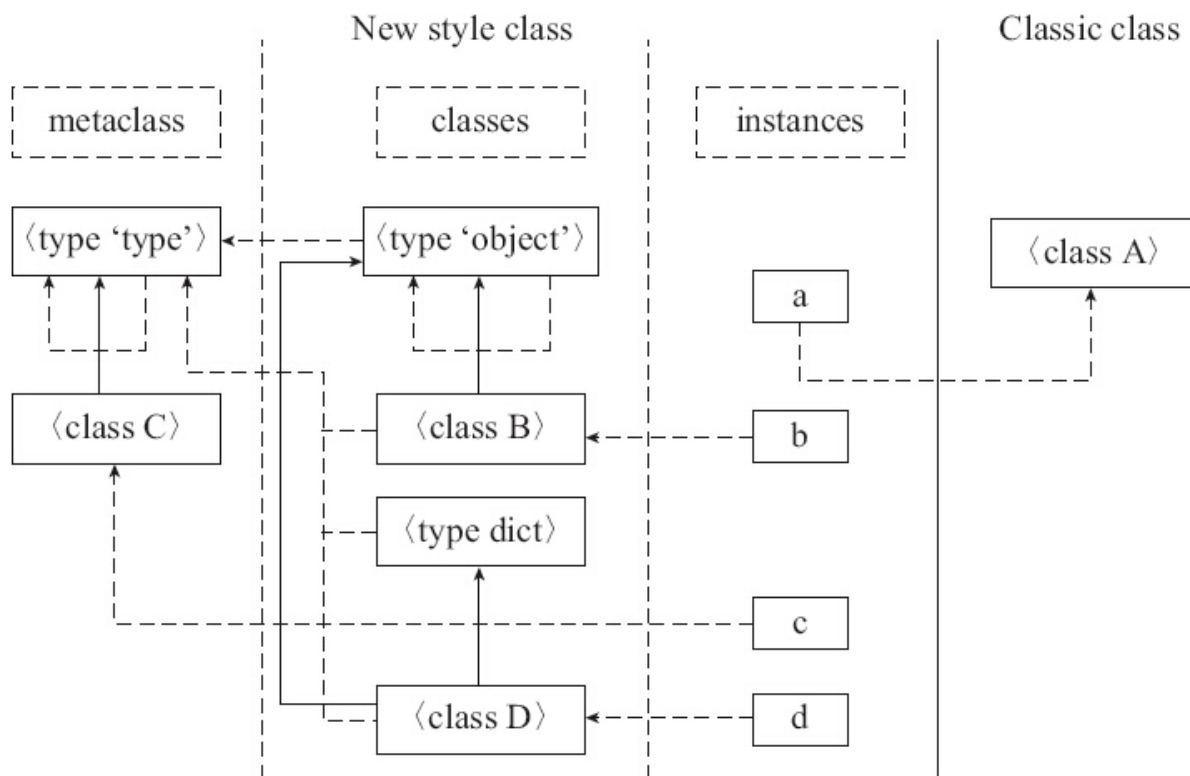 New style class
Classic class
metaclass
classes
instances
〈type ‘type’〉
〈type ‘object’〉
〈class A〉
a
〈class C〉
〈class B〉
b
〈type dict〉
c
〈class D〉
d